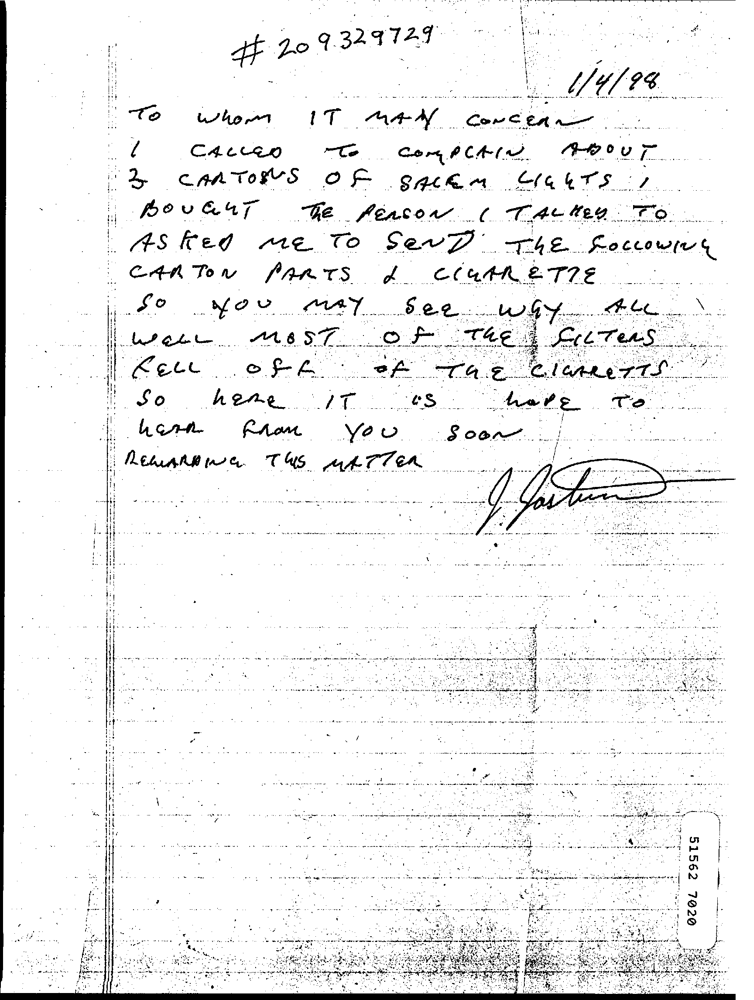 # 209329729
1/4/98
TO WHOM IT MAY CONCERN
I CALLED TO COMPLAIN ABOUT
CARTONS OF SALEM LIGHTS I
BOUGHT THE PERSON I TALKED TO
ASKED ME TO SEND THE FOLLOWING
CARTON PARTS & CIGARETTE
SO YOU MAY SEE WHY ALL
WELL MOST OF THE FILTERS
FELL OFF OF THE CIGARETTS
SO HERE IT IS HOPE TO
HEAR FROM YOU SOON
REGARDING THIS MATTER
J.
51562 7020